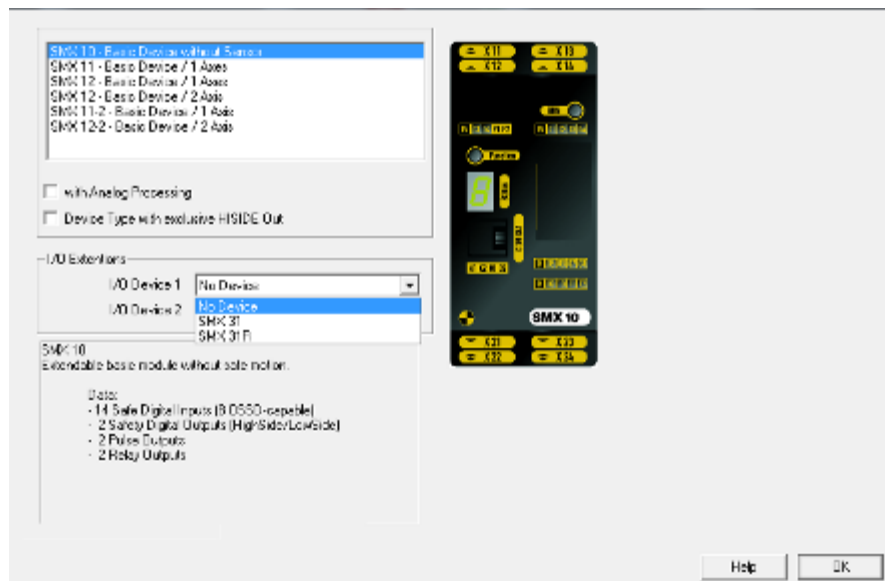 SMX 10 - Basic Device without Sensor
SMX 11 - Basic Device / 1 Axes
SMX 12 - Basic Device / 1 Axes
SMX 12 - Basic Device / 2 Axis
SMX 11-2 - Basic Device / 1 Axis
SMX 12-2 - Basic Device / 2 Axis
with Analog Processing
Device Type with exclusive HISIDE Out
I/O Extentions
I/O Device 1 No Device
I/O Device 2 No Device
SMX 31
SMX 31R
SMX 10
Extendable basic module without safe motion.
Data:
- 14 Safe Digital Inputs (8 OSSD-capable)
- 2 Safety Digital Outputs (HighSide/LowSide)
- 2 Pulse Outputs
- 2 Relay Outputs
X11 X13
X12 X14
Function
SMX 10
X21 X23
X22 X24
Help OK